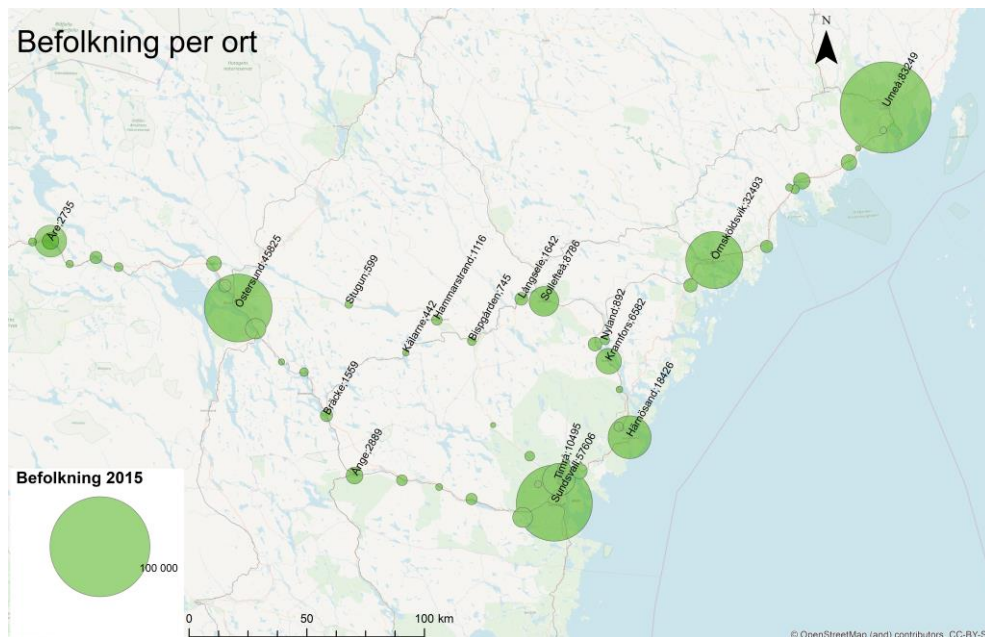 Befolkning per ort
N
Umeå;83249
Örnsköldsvik;32493
Åre;2735
Östersund;45825
Stugun;599
Hammarstrand;1116
Kälarne;442
Bispgården;745
Långsele;1642
Sollefteå;8786
Nyland;892
Kramfors;6582
Bräcke;1559
Härnösand;18426
Ånge;2889
Timrå;10495
Sundsvall;57606
Befolkning 2015
100 000
0 50 100 km
© OpenStreetMap (and) contributors, CC-BY-S